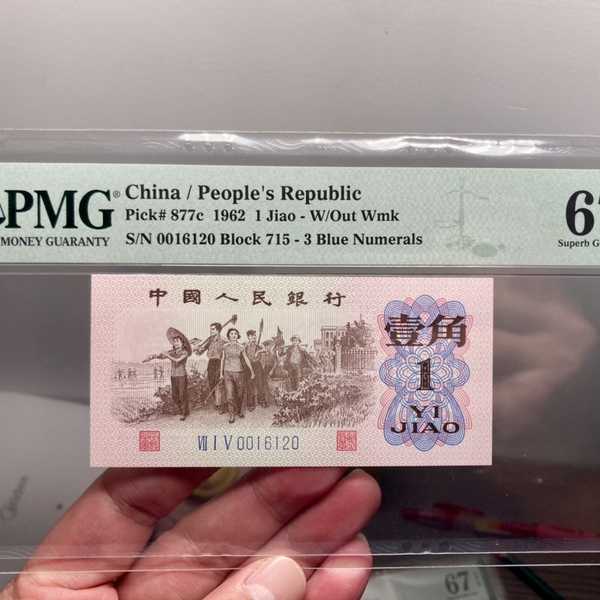 PMG®
MONEY GUARANTY
China / People's Republic
Pick# 877c 1962 1 Jiao - W/Out Wmk
S/N 0016120 Block 715 - 3 Blue Numerals
67
Superb G
中國人民銀行
壹角
1
YI
JIAO
Ⅶ Ⅰ Ⅴ 0016120
67